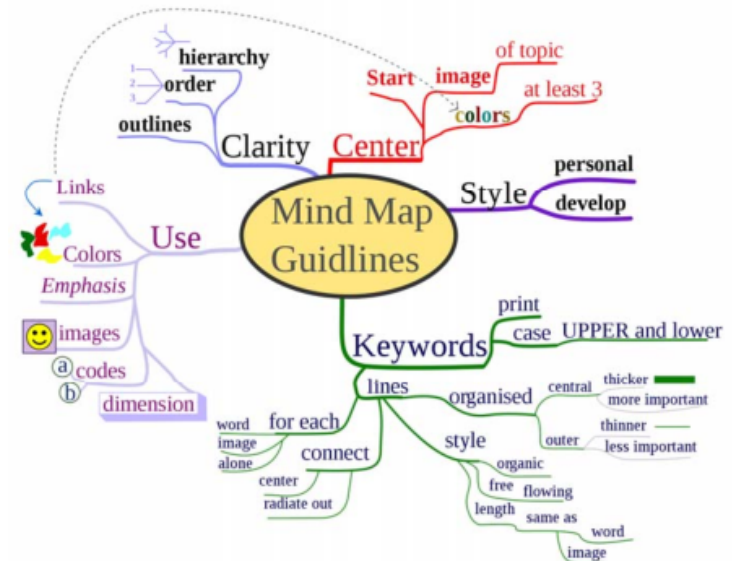 Mind Map
Guidlines
Clarity
hierarchy
1
2
3
order
outlines
Center
Start
image
of topic
colors
at least 3
Style
personal
develop
Keywords
print
case
UPPER and lower
lines
organised
central
thicker
more important
outer
thinner
less important
style
organic
free
flowing
length
same as
word
image
connect
center
radiate out
for each
word
image
alone
Use
Links
Colors
Emphasis
images
a
codes
b
dimension